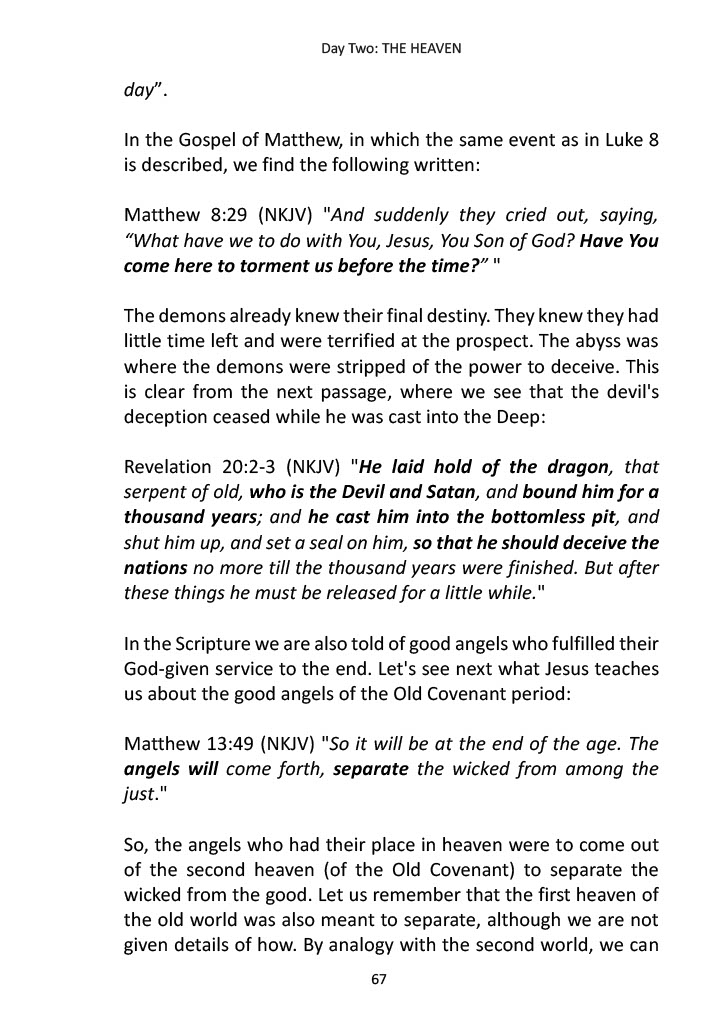 Day Two: THE HEAVEN
day”.
In the Gospel of Matthew, in which the same event as in Luke 8
is described, we find the following written:
Matthew 8:29 (NKJV) "And suddenly they cried out, saying,
“What have we to do with You, Jesus, You Son of God? Have You
come here to torment us before the time?” "
The demons already knew their final destiny. They knew they had
little time left and were terrified at the prospect. The abyss was
where the demons were stripped of the power to deceive. This
is clear from the next passage, where we see that the devil's
deception ceased while he was cast into the Deep:
Revelation 20:2-3 (NKJV) "He laid hold of the dragon, that
serpent of old, who is the Devil and Satan, and bound him for a
thousand years; and he cast him into the bottomless pit, and
shut him up, and set a seal on him, so that he should deceive the
nations no more till the thousand years were finished. But after
these things he must be released for a little while."
In the Scripture we are also told of good angels who fulfilled their
God-given service to the end. Let's see next what Jesus teaches
us about the good angels of the Old Covenant period:
Matthew 13:49 (NKJV) "So it will be at the end of the age. The
angels will come forth, separate the wicked from among the
just."
So, the angels who had their place in heaven were to come out
of the second heaven (of the Old Covenant) to separate the
wicked from the good. Let us remember that the first heaven of
the old world was also meant to separate, although we are not
given details of how. By analogy with the second world, we can
67